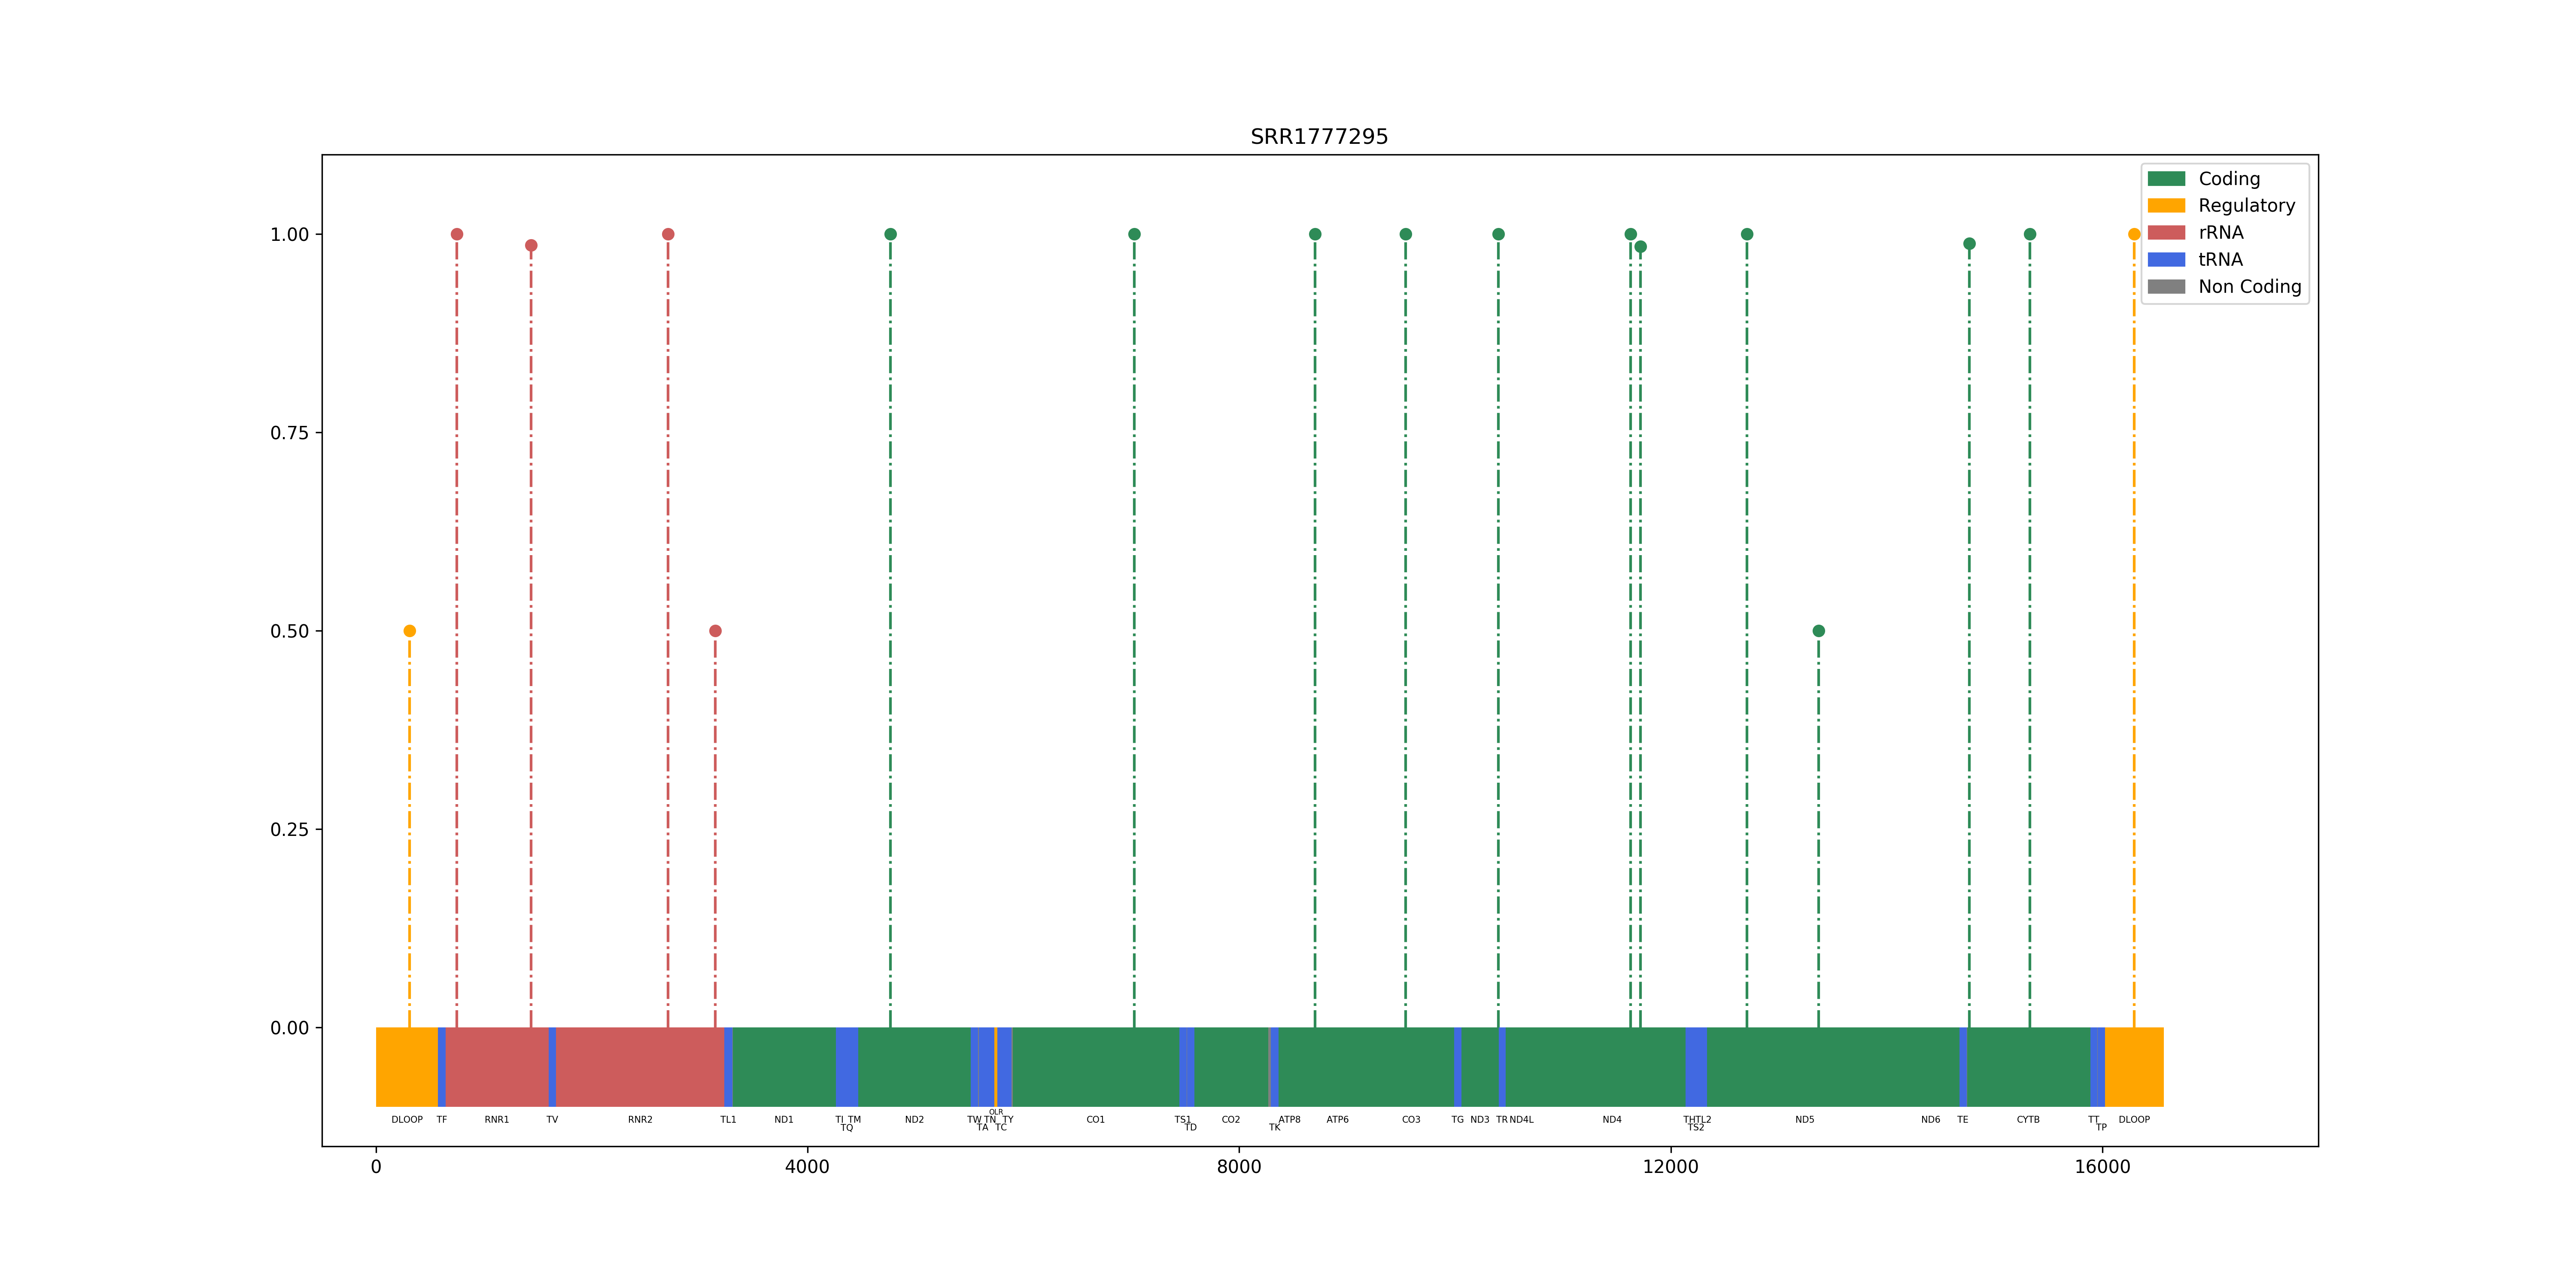 SRR1777295
Coding
Regulatory
rRNA
tRNA
Non Coding
1.00
0.75
0.50
0.25
0.00
OLR
DLOOP TF RNR1 TV RNR2 TL1 ND1 TI TM ND2 TW TN TY CO1 TS1 CO2 ATP8 ATP6 CO3 TG ND3 TR ND4L ND4 TH TL2 ND5 ND6 TE CYTB TT DLOOP
TQ TA TC TD TK TS2 TP
0 4000 8000 12000 16000